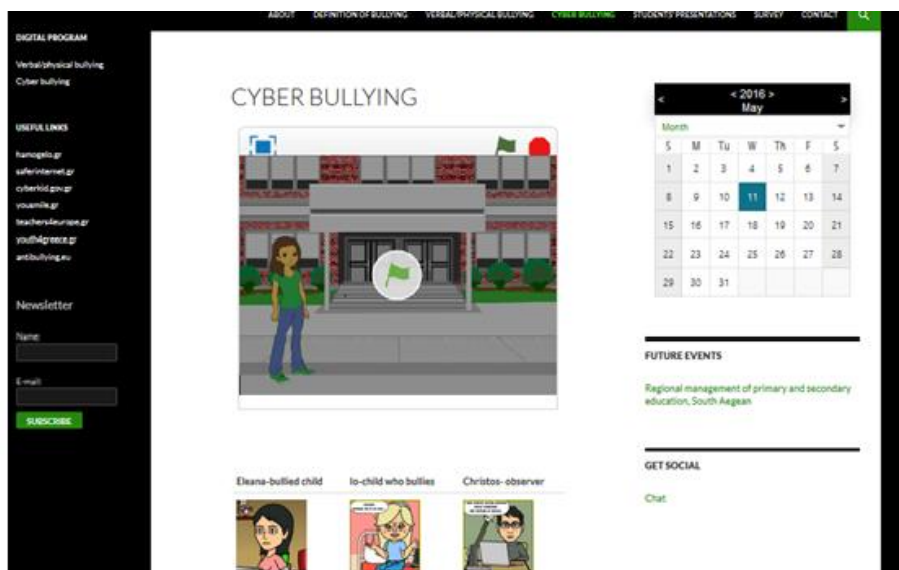 ABOUT DEFINITION OF BULLYING VERBAL/PHYSICAL BULLYING CYBER BULLYING STUDENTS' PRESENTATIONS SURVEY CONTACT
DIGITAL PROGRAM
Verbal/physical bullying
Cyber bullying
USEFUL LINKS
hamogelo.gr
saferinternet.gr
cyberkid.gov.gr
yousmile.gr
teachers4europe.gr
youth4greece.gr
antibullying.eu
Newsletter
Name:
E-mail:
SUBSCRIBE
CYBER BULLYING
Eleana-bullied child Io-child who bullies Christos- observer
< < 2016 > >
May
Month
S M Tu W Th F S
1 2 3 4 5 6 7
8 9 10 11 12 13 14
15 16 17 18 19 20 21
22 23 24 25 26 27 28
29 30 31
FUTURE EVENTS
Regional management of primary and secondary
education, South Aegean
GET SOCIAL
Chat